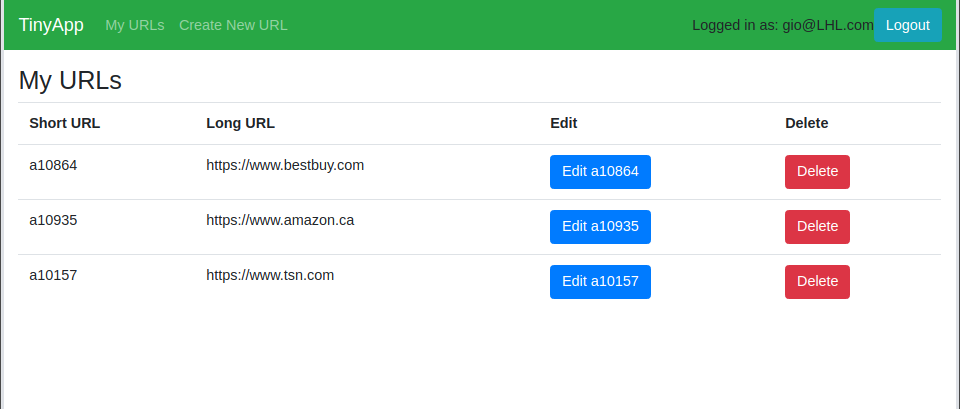 TinyApp My URLs Create New URL Logged in as: gio@LHL.com Logout
My URLs
Short URL Long URL Edit Delete
a10864 https://www.bestbuy.com Edit a10864 Delete
a10935 https://www.amazon.ca Edit a10935 Delete
a10157 https://www.tsn.com Edit a10157 Delete